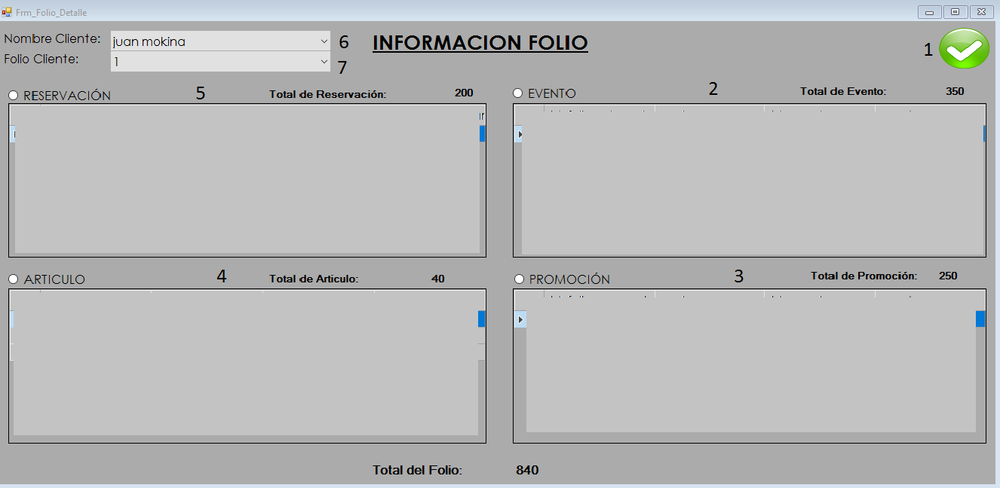 Frm_Folio_Detalle
Nombre Cliente: juan mokina 6
INFORMACION FOLIO
1
Folio Cliente: 1 7
RESERVACIÓN 5 Total de Reservación: 200
EVENTO 2 Total de Evento: 350
ARTICULO 4 Total de Articulo: 40
PROMOCIÓN 3 Total de Promoción: 250
Total del Folio: 840